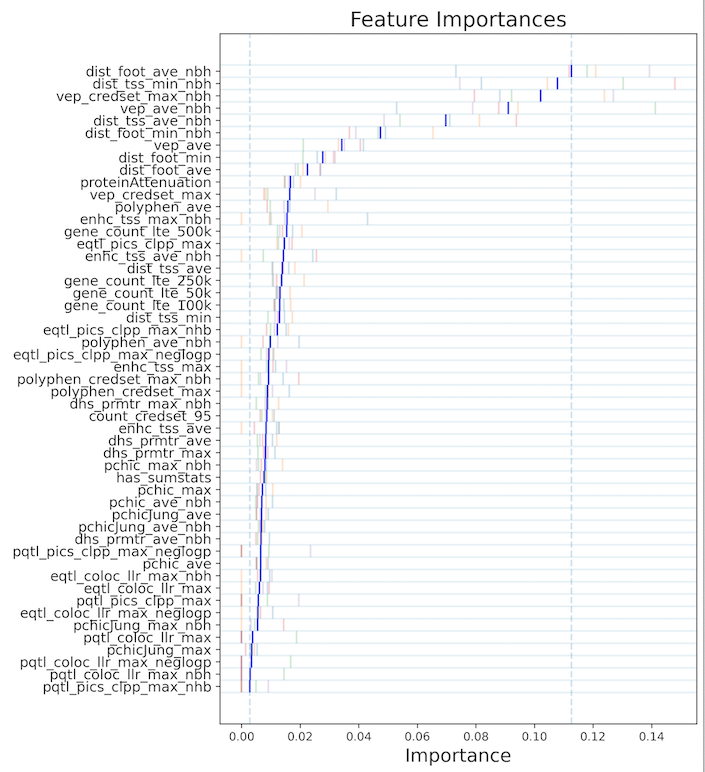 Feature Importances
dist_foot_ave_nbh
dist_tss_min_nbh
vep_credset_max_nbh
vep_ave_nbh
dist_tss_ave_nbh
dist_foot_min_nbh
vep_ave
dist_foot_min
dist_foot_ave
proteinAttenuation
vep_credset_max
polyphen_ave
enhc_tss_max_nbh
gene_count_lte_500k
eqtl_pics_clpp_max
enhc_tss_ave_nbh
dist_tss_ave
gene_count_lte_250k
gene_count_lte_50k
gene_count_lte_100k
dist_tss_min
eqtl_pics_clpp_max_nhb
polyphen_ave_nbh
eqtl_pics_clpp_max_neglogp
enhc_tss_max
polyphen_credset_max_nbh
polyphen_credset_max
dhs_prmtr_max_nbh
count_credset_95
enhc_tss_ave
dhs_prmtr_ave
dhs_prmtr_max
pchic_max_nbh
has_sumstats
pchic_max
pchic_ave_nbh
pchicJung_ave
pchicJung_ave_nbh
dhs_prmtr_ave_nbh
pqtl_pics_clpp_max_neglogp
pchic_ave
eqtl_coloc_llr_max_nbh
eqtl_coloc_llr_max
pqtl_pics_clpp_max
eqtl_coloc_llr_max_neglogp
pchicJung_max_nbh
pqtl_coloc_llr_max
pchicJung_max
pqtl_coloc_llr_max_neglogp
pqtl_coloc_llr_max_nbh
pqtl_pics_clpp_max_nhb
0.00 0.02 0.04 0.06 0.08 0.10 0.12 0.14
Importance